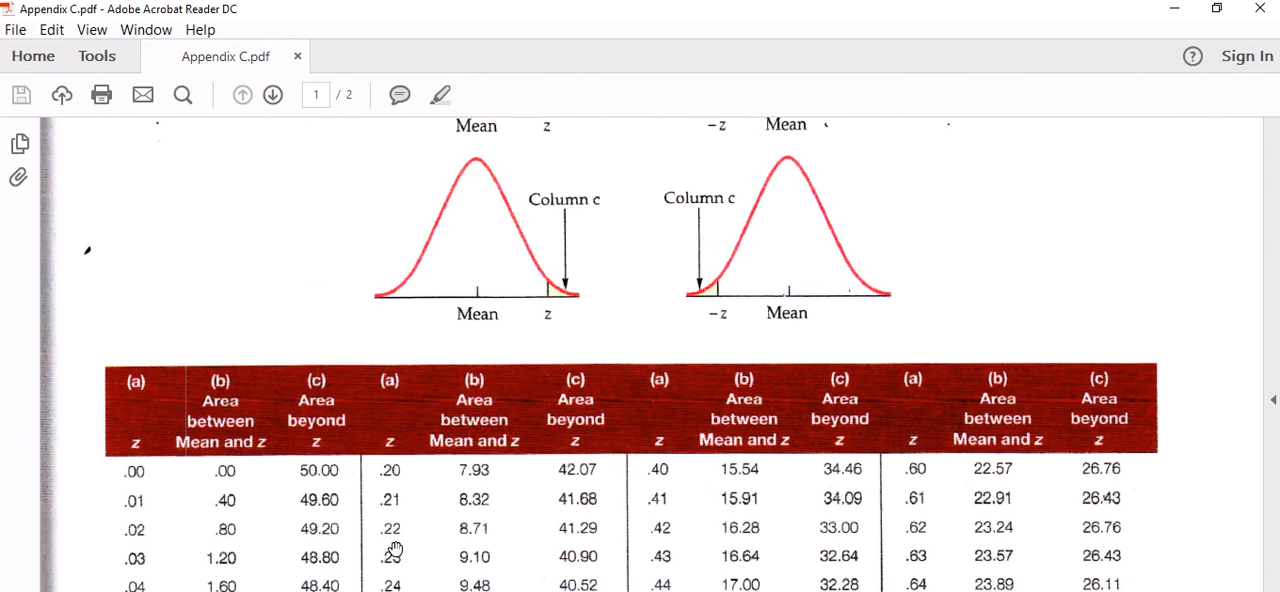 Appendix C.pdf - Adobe Acrobat Reader DC
File Edit View Window Help
Home Tools Appendix C.pdf × ? Sign In
1 / 2
Mean z −z Mean
Column c Column c
Mean z −z Mean
(a) (b) (c) (a) (b) (c) (a) (b) (c) (a) (b) (c)
Area Area Area Area Area Area Area Area
between beyond between beyond between beyond between beyond
z Mean and z z z Mean and z z z Mean and z z z Mean and z z
.00 .00 50.00 .20 7.93 42.07 .40 15.54 34.46 .60 22.57 26.76
.01 .40 49.60 .21 8.32 41.68 .41 15.91 34.09 .61 22.91 26.43
.02 .80 49.20 .22 8.71 41.29 .42 16.28 33.00 .62 23.24 26.76
.03 1.20 48.80 .23 9.10 40.90 .43 16.64 32.64 .63 23.57 26.43
.04 1.60 48.40 .24 9.48 40.52 .44 17.00 32.28 .64 23.89 26.11